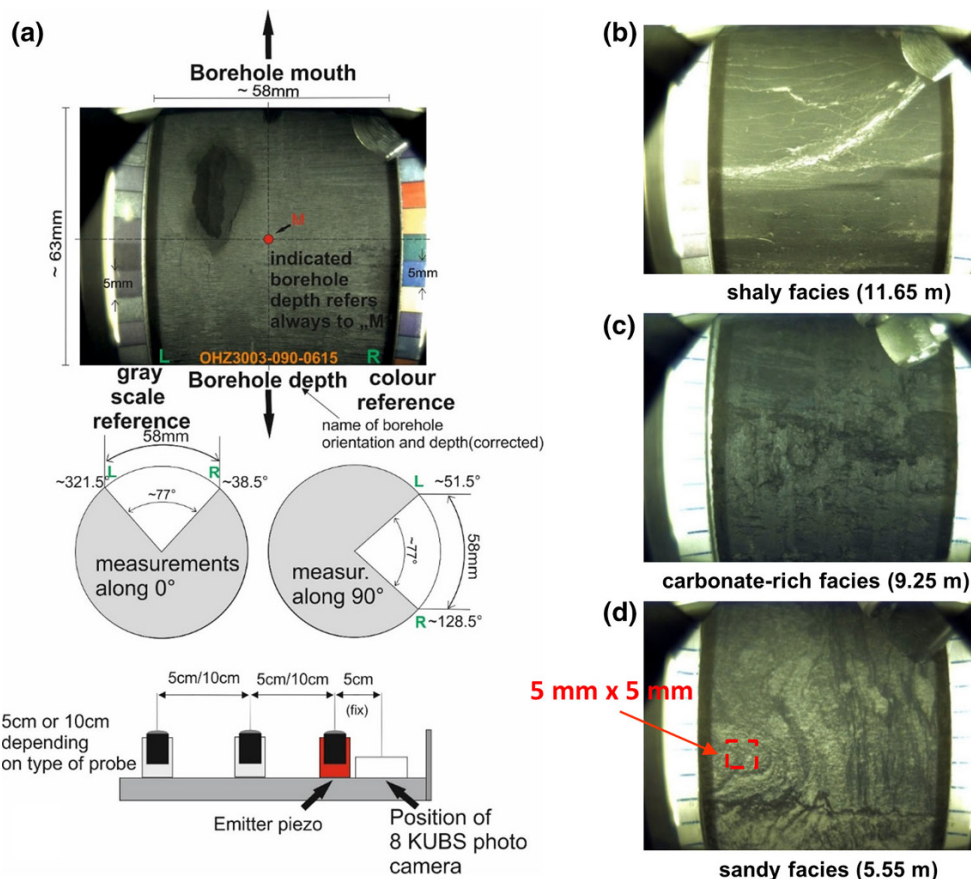 (a)
Borehole mouth
~ 58mm
~ 63mm
M
5mm
5mm
indicated
borehole
depth refers
always to „M"
L
OHZ3003-090-0615
R
gray
scale
reference
Borehole depth
colour
reference
name of borehole
orientation and depth(corrected)
58mm
L
R
~321.5°
~38.5°
~77°
measurements
along 0°
L
~51.5°
~77°
58mm
measur.
along 90°
R
~128.5°
5cm/10cm
5cm/10cm
5cm
(fix)
5cm or 10cm
depending
on type of probe
Emitter piezo
Position of
8 KUBS photo
camera
(b)
shaly facies (11.65 m)
(c)
carbonate-rich facies (9.25 m)
(d)
5 mm x 5 mm
sandy facies (5.55 m)